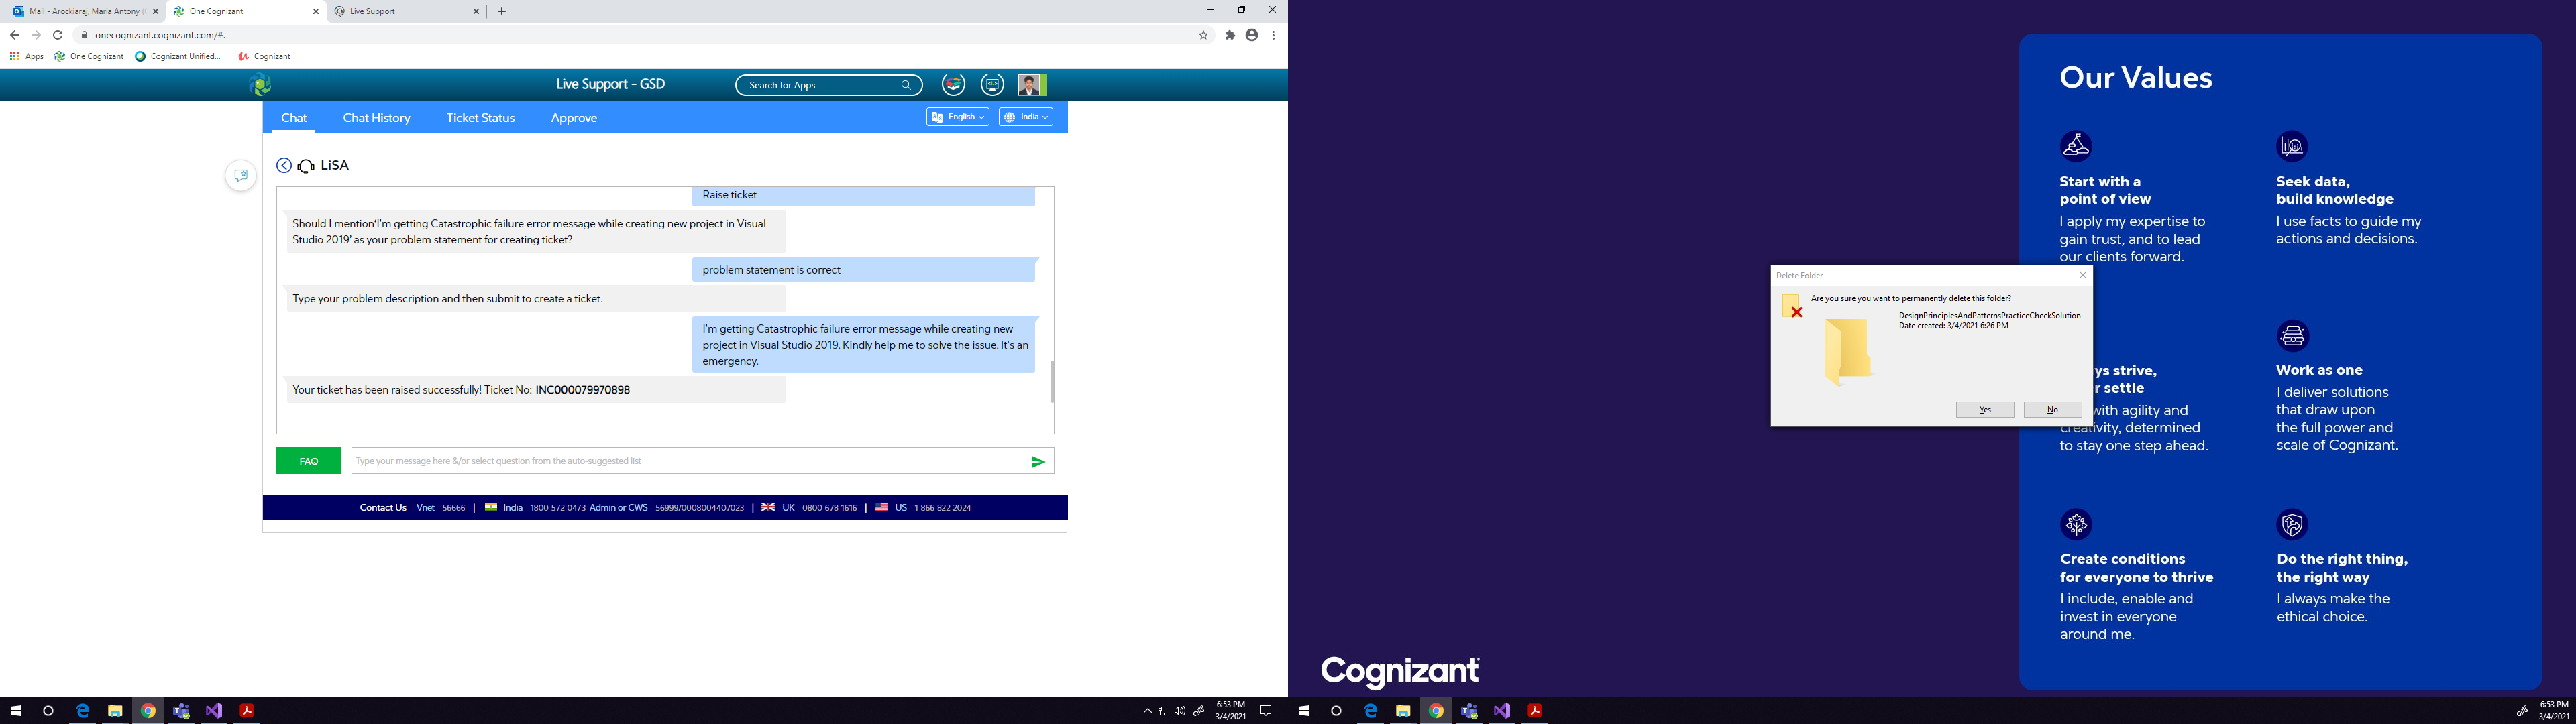 Mail - Arockiaraj, Maria Antony (
One Cognizant
Live Support
onecognizant.cognizant.com/#.
Apps
One Cognizant
Cognizant Unified...
Cognizant
Live Support - GSD
Search for Apps
Chat
Chat History
Ticket Status
Approve
English
India
LiSA
Raise ticket
Should I mention‘I'm getting Catastrophic failure error message while creating new project in Visual
Studio 2019’ as your problem statement for creating ticket?
problem statement is correct
Type your problem description and then submit to create a ticket.
I'm getting Catastrophic failure error message while creating new
project in Visual Studio 2019. Kindly help me to solve the issue. It's an
emergency.
Your ticket has been raised successfully! Ticket No: INC000079970898
FAQ
Type your message here &/or select question from the auto-suggested list
Contact Us Vnet 56666 | India 1800-572-0473 Admin or CWS 56999/0008004407023 | UK 0800-678-1616 | US 1-866-822-2024
6:53 PM
3/4/2021
Our Values
Start with a
point of view
I apply my expertise to
gain trust, and to lead
our clients forward.
Seek data,
build knowledge
I use facts to guide my
actions and decisions.
Delete Folder
Are you sure you want to permanently delete this folder?
DesignPrinciplesAndPatternsPracticeCheckSolution
Date created: 3/4/2021 6:26 PM
Yes
No
ys strive,
r settle
with agility and
creativity, determined
to stay one step ahead.
Work as one
I deliver solutions
that draw upon
the full power and
scale of Cognizant.
Create conditions
for everyone to thrive
I include, enable and
invest in everyone
around me.
Do the right thing,
the right way
I always make the
ethical choice.
Cognizant
6:53 PM
3/4/2021